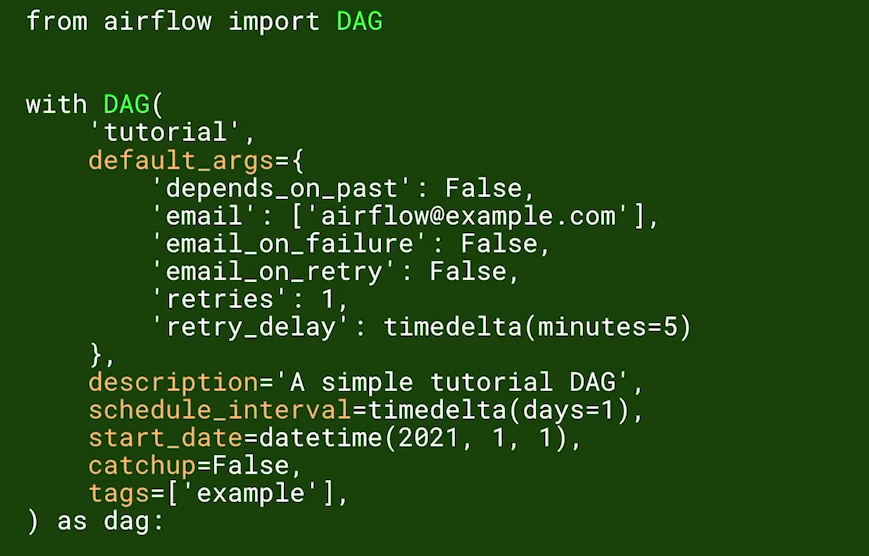 from airflow import DAG
with DAG(
'tutorial',
default_args={
'depends_on_past': False,
'email': ['airflow@example.com'],
'email_on_failure': False,
'email_on_retry': False,
'retries': 1,
'retry_delay': timedelta(minutes=5)
},
description='A simple tutorial DAG',
schedule_interval=timedelta(days=1),
start_date=datetime(2021, 1, 1),
catchup=False,
tags=['example'],
) as dag: